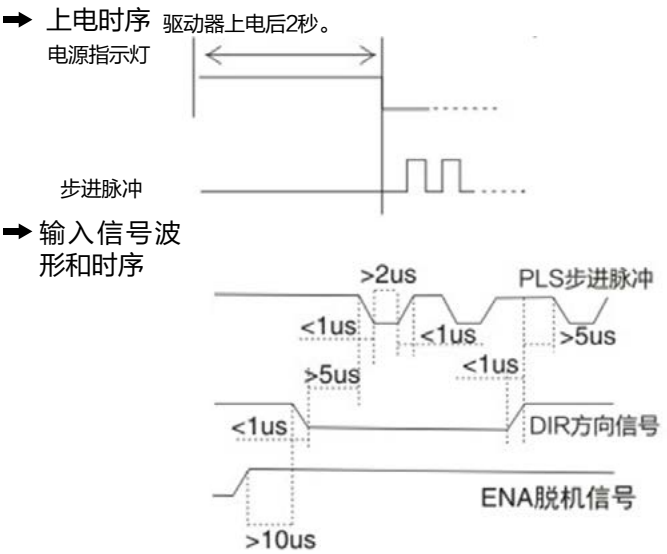 ➡ 上电时序 驱动器上电后2秒。
电源指示灯
步进脉冲
➡ 输入信号波
形和时序
>2us
PLS步进脉冲
<1us
<1us
>5us
>5us
<1us
<1us
DIR方向信号
ENA脱机信号
>10us